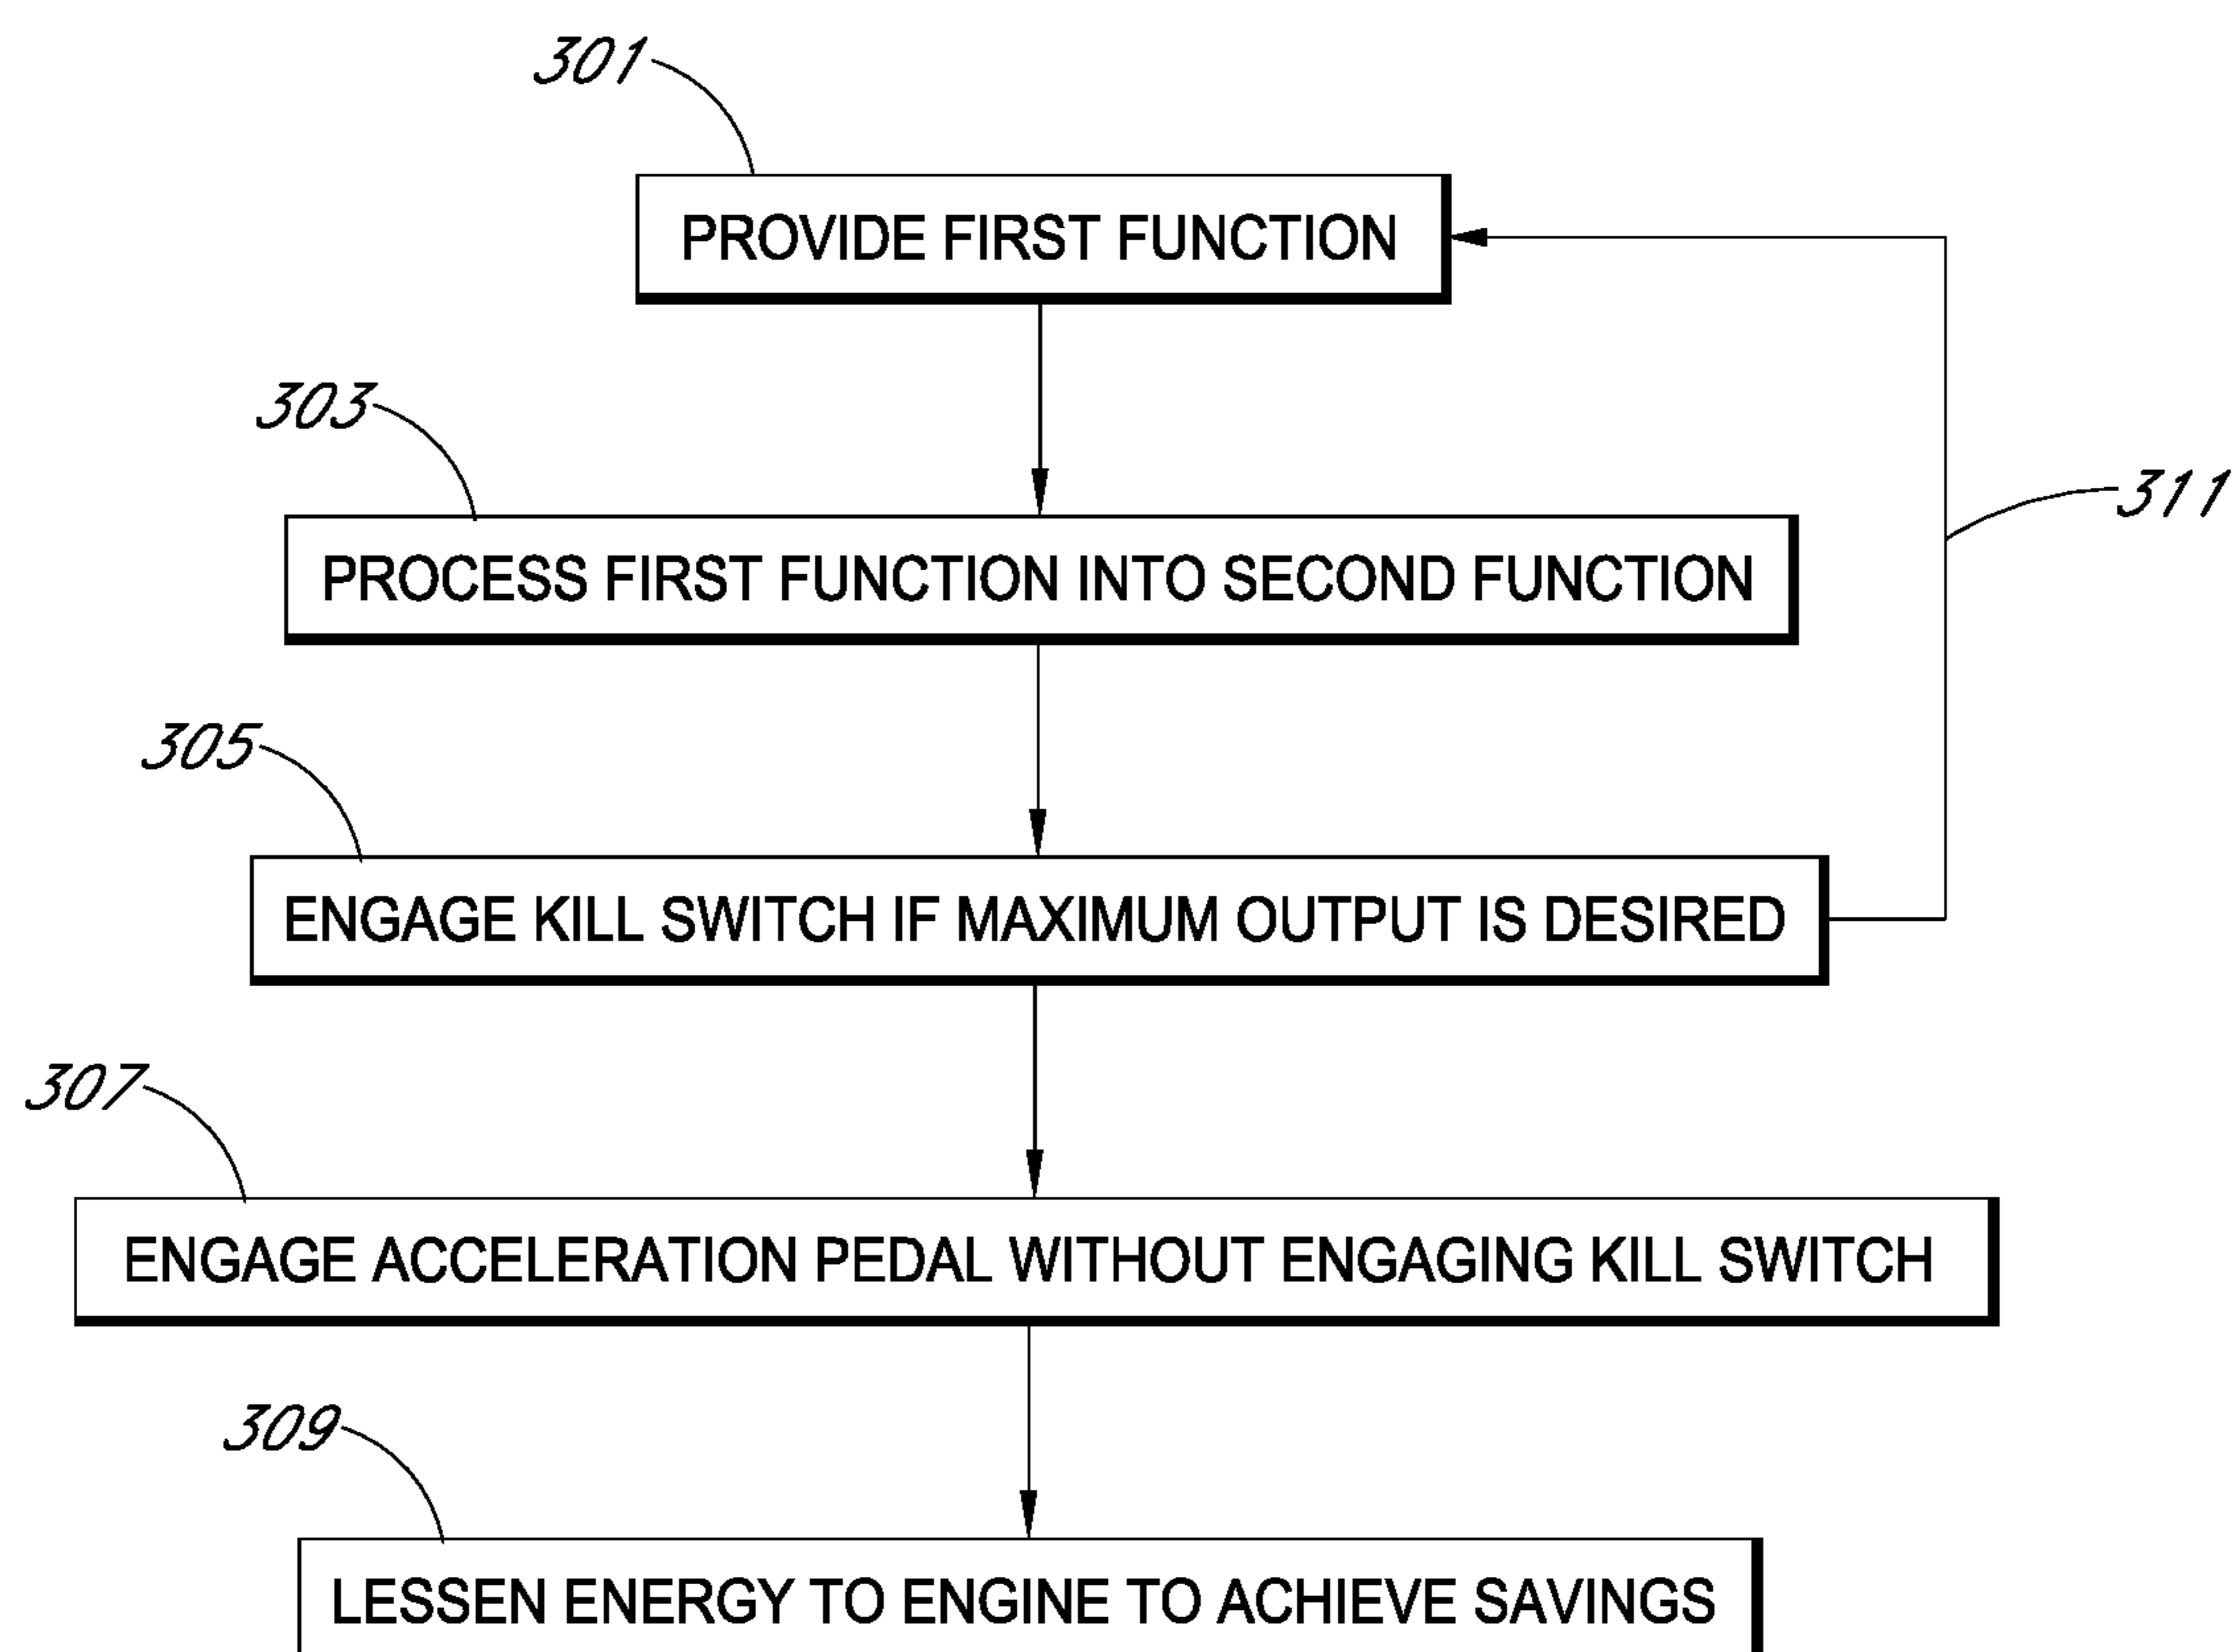 301
PROVIDE FIRST FUNCTION
303
PROCESS FIRST FUNCTION INTO SECOND FUNCTION
311
305
ENGAGE KILL SWITCH IF MAXIMUM OUTPUT IS DESIRED
307
ENGAGE ACCELERATION PEDAL WITHOUT ENGAGING KILL SWITCH
309
LESSEN ENERGY TO ENGINE TO ACHIEVE SAVINGS